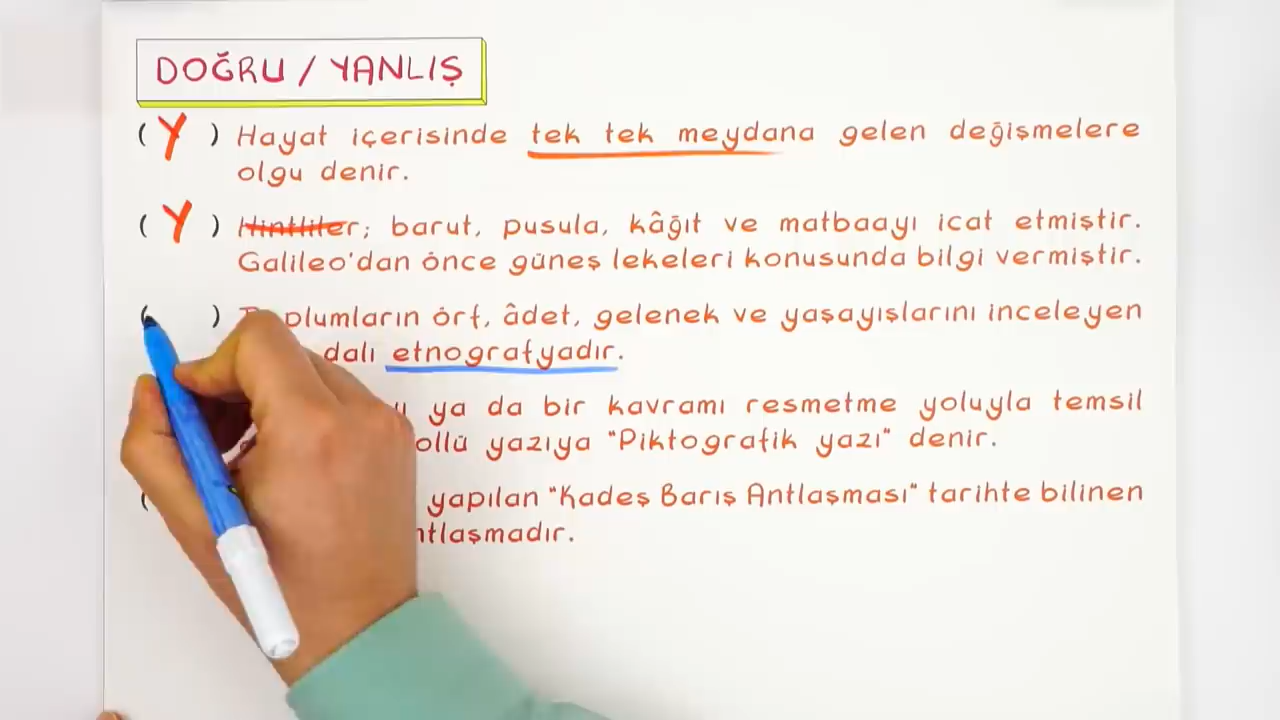 DOĞRU / YANLIŞ
( Y ) Hayat içerisinde tek tek meydana gelen değişmelere
olgu denir.
( Y ) Hintliler; barut, pusula, kâğıt ve matbaayı icat etmiştir.
Galileo'dan önce güneş lekeleri konusunda bilgi vermiştir.
( ) plumların örf, âdet, gelenek ve yaşayışlarını inceleyen
dalı etnografyadır.
ya da bir kavramı resmetme yoluyla temsil
ollü yazıya "Piktografik yazı" denir.
( yapılan "Kadeş Barış Antlaşması" tarihte bilinen
ntlaşmadır.